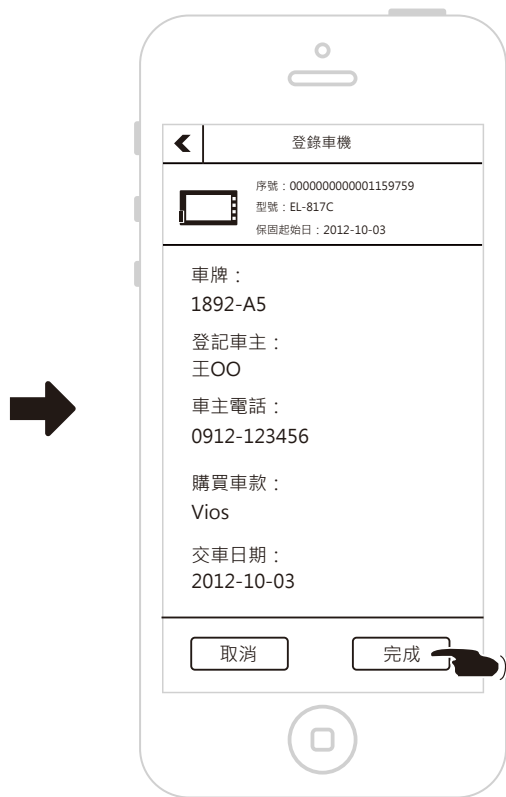 登錄車機
序號：0000000000001159759
型號：EL-817C
保固起始日：2012-10-03
車牌：
1892-A5
登記車主：
王OO
車主電話：
0912-123456
購買車款：
Vios
交車日期：
2012-10-03
取消
完成